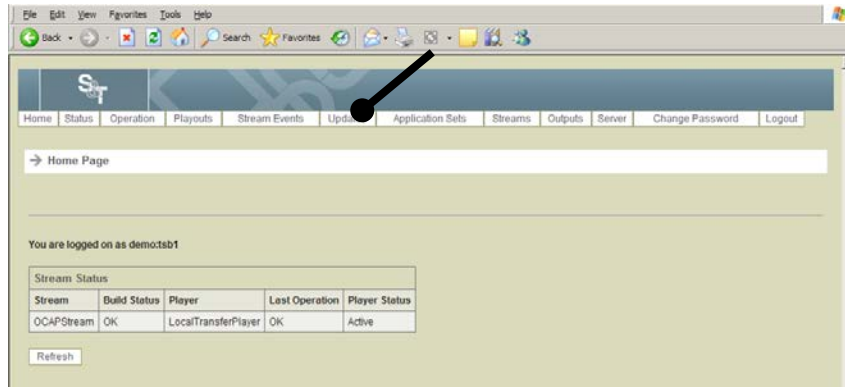 File Edit View Favorites Tools Help
Back Search Favorites
S&T
Home Status Operation Playouts Stream Events Application Sets Streams Outputs Server Change Password Logout
→ Home Page
You are logged on as demo:tsb1
Stream Status
Stream Build Status Player Last Operation Player Status
OCAPStream OK LocalTransferPlayer OK Active
Refresh